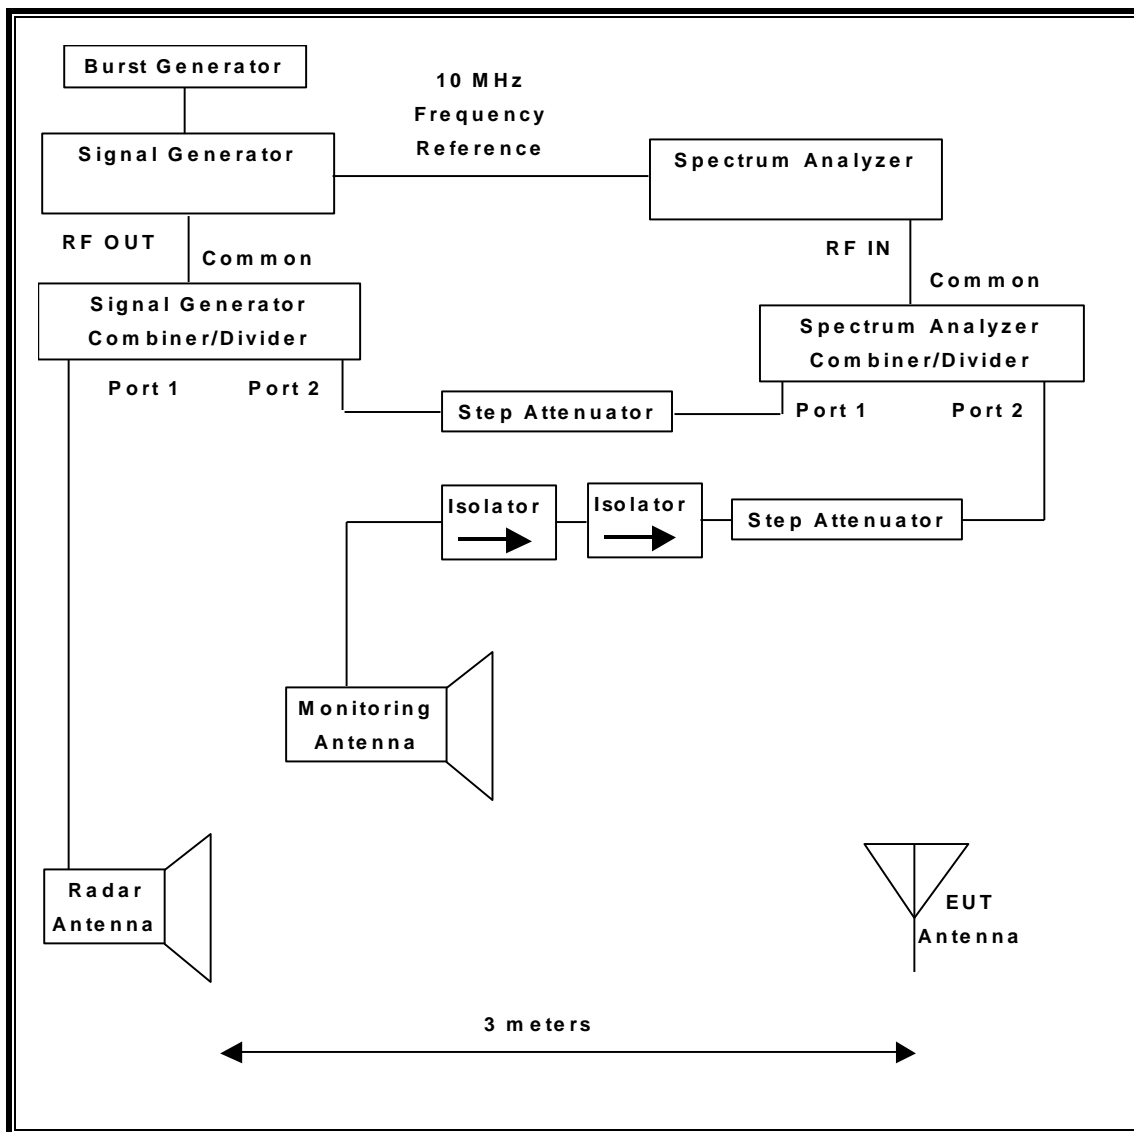 Burst Generator
10 MHz
Frequency
Reference
Signal Generator
Spectrum Analyzer
RF OUT
Common
RF IN
Common
Signal Generator
Combiner/Divider
Spectrum Analyzer
Combiner/Divider
Port 1
Port 2
Step Attenuator
Port 1
Port 2
Isolator
Isolator
Step Attenuator
Monitoring
Antenna
Radar
Antenna
EUT
Antenna
3 meters